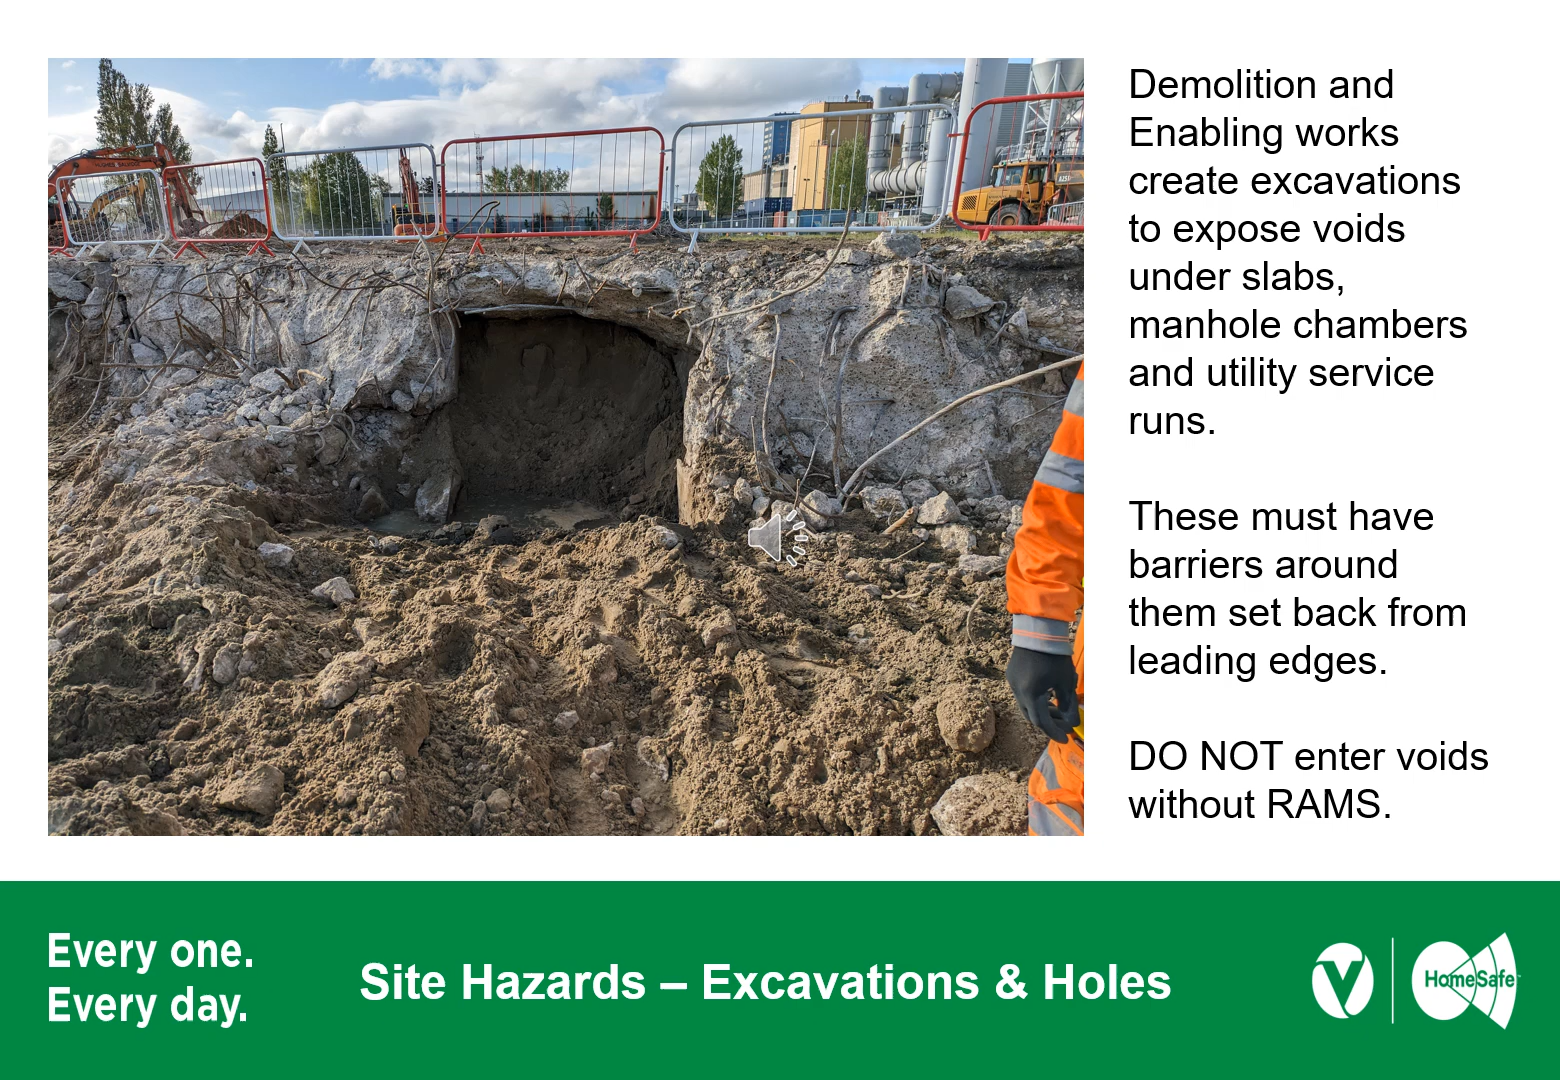 Demolition and
Enabling works
create excavations
to expose voids
under slabs,
manhole chambers
and utility service
runs.
These must have
barriers around
them set back from
leading edges.
DO NOT enter voids
without RAMS.
Every one.
Every day.
Site Hazards – Excavations & Holes
V
HomeSafe